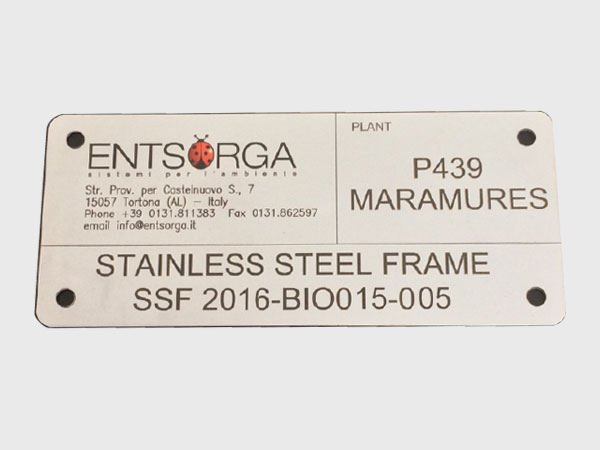 ENTSORGA
sistemi per l'ambiente
Str. Prov. per Castelnuovo S., 7
15057 Tortona (AL) – Italy
Phone +39 0131.811383 Fax 0131.862597
email info@entsorga.it
PLANT
P439
MARAMURES
STAINLESS STEEL FRAME
SSF 2016-BIO015-005